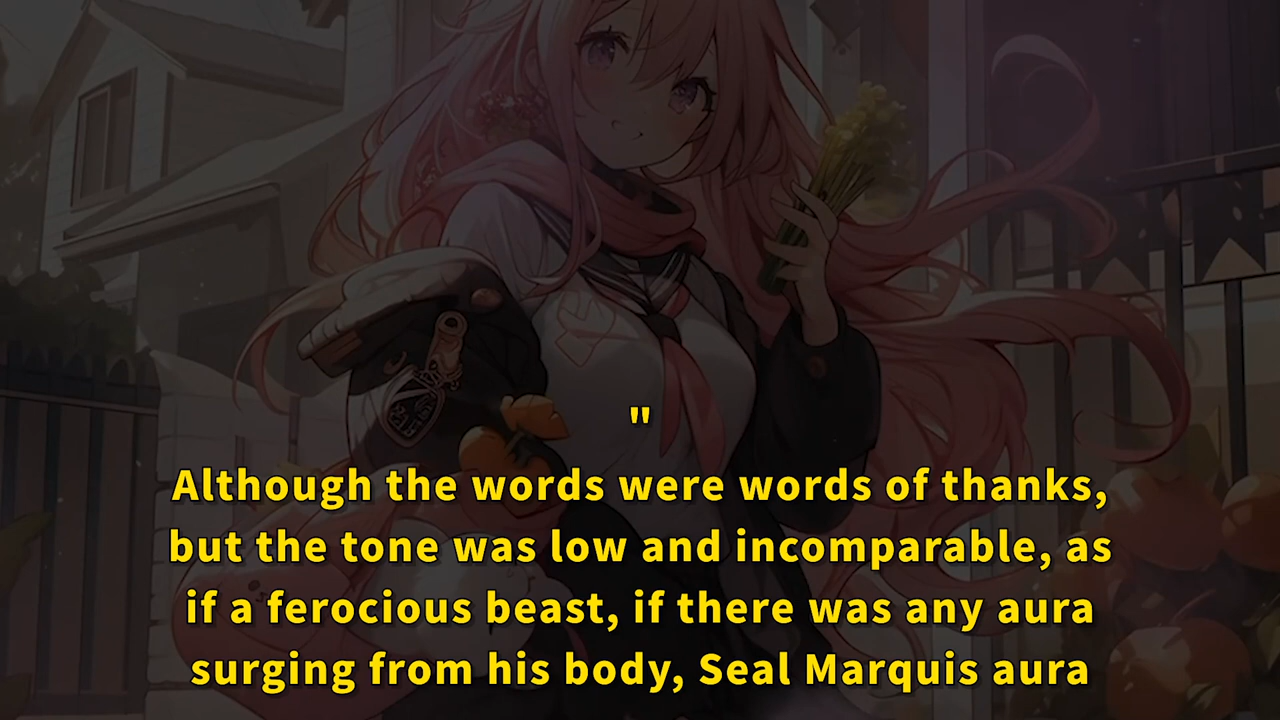 "
Although the words were words of thanks,
but the tone was low and incomparable, as
if a ferocious beast, if there was any aura
surging from his body, Seal Marquis aura